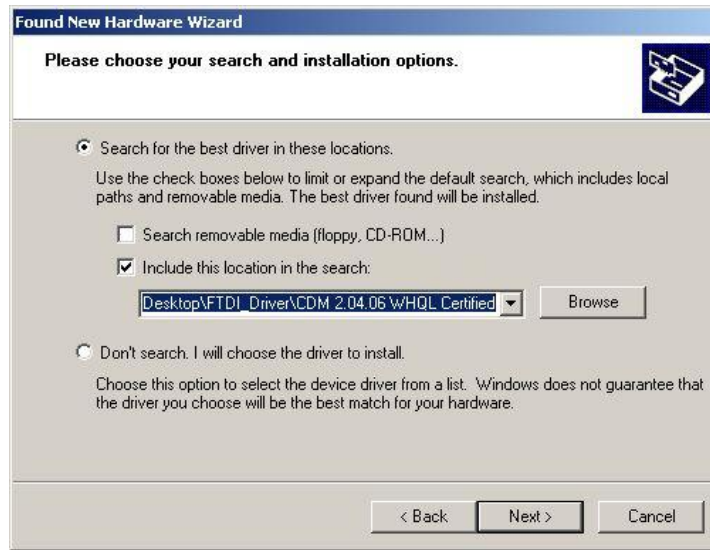 Found New Hardware Wizard
Please choose your search and installation options.
Search for the best driver in these locations.
Use the check boxes below to limit or expand the default search, which includes local
paths and removable media. The best driver found will be installed.
Search removable media (floppy, CD-ROM...)
Include this location in the search:
Desktop\FTDI_Driver\CDM 2.04.06 WHQL Certified
Browse
Don't search. I will choose the driver to install.
Choose this option to select the device driver from a list. Windows does not guarantee that
the driver you choose will be the best match for your hardware.
< Back Next > Cancel